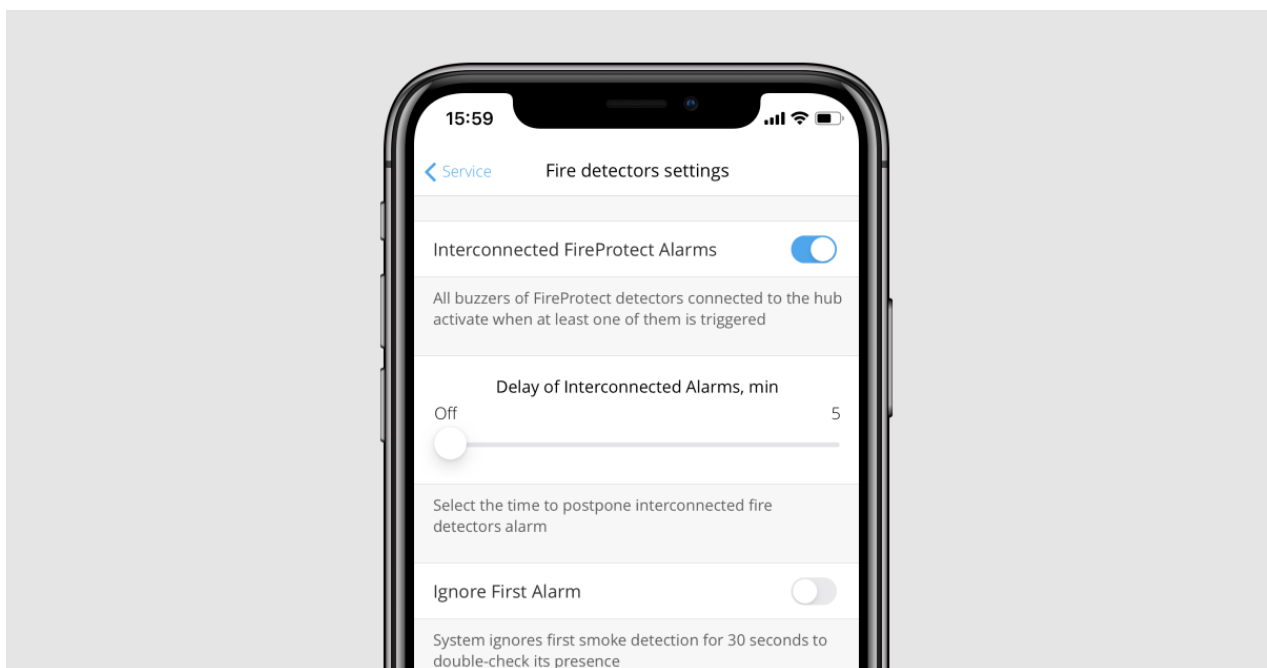 15:59
Service
Fire detectors settings
Interconnected FireProtect Alarms
All buzzers of FireProtect detectors connected to the hub
activate when at least one of them is triggered
Delay of Interconnected Alarms, min
Off
5
Select the time to postpone interconnected fire
detectors alarm
Ignore First Alarm
System ignores first smoke detection for 30 seconds to
double-check its presence